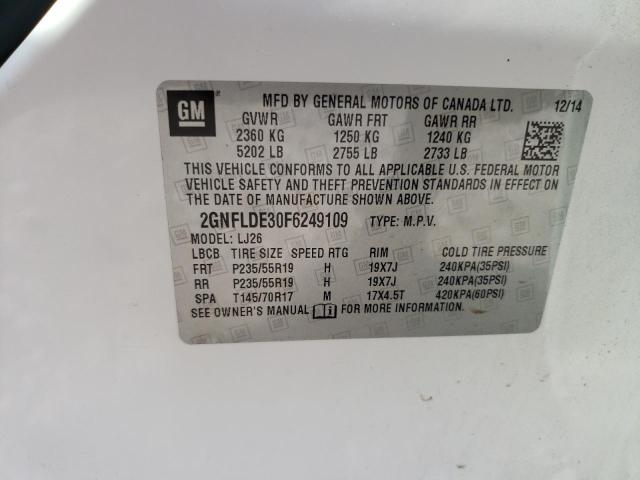 GM
MFD BY GENERAL MOTORS OF CANADA LTD. 12/14
GVWR GAWR FRT GAWR RR
2360 KG 1250 KG 1240 KG
5202 LB 2755 LB 2733 LB
THIS VEHICLE CONFORMS TO ALL APPLICABLE U.S. FEDERAL MOTOR
VEHICLE SAFETY AND THEFT PREVENTION STANDARDS IN EFFECT ON
THE DATE OF MANUFACTURE SHOWN ABOVE.
2GNFLDE30F6249109 TYPE: M.P.V.
MODEL: LJ26
LBCB TIRE SIZE SPEED RTG RIM COLD TIRE PRESSURE
FRT P235/55R19 H 19X7J 240KPA(35PSI)
RR P235/55R19 H 19X7J 240KPA(35PSI)
SPA T145/70R17 M 17X4.5T 420KPA(60PSI)
SEE OWNER'S MANUAL FOR MORE INFORMATION.